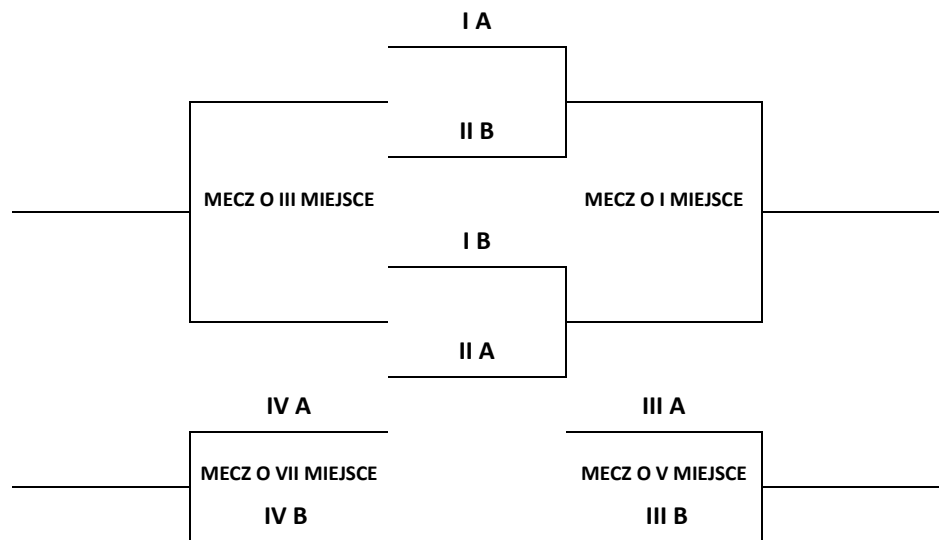 I A
II B
MECZ O III MIEJSCE
MECZ O I MIEJSCE
I B
II A
IV A
III A
MECZ O VII MIEJSCE
MECZ O V MIEJSCE
IV B
III B